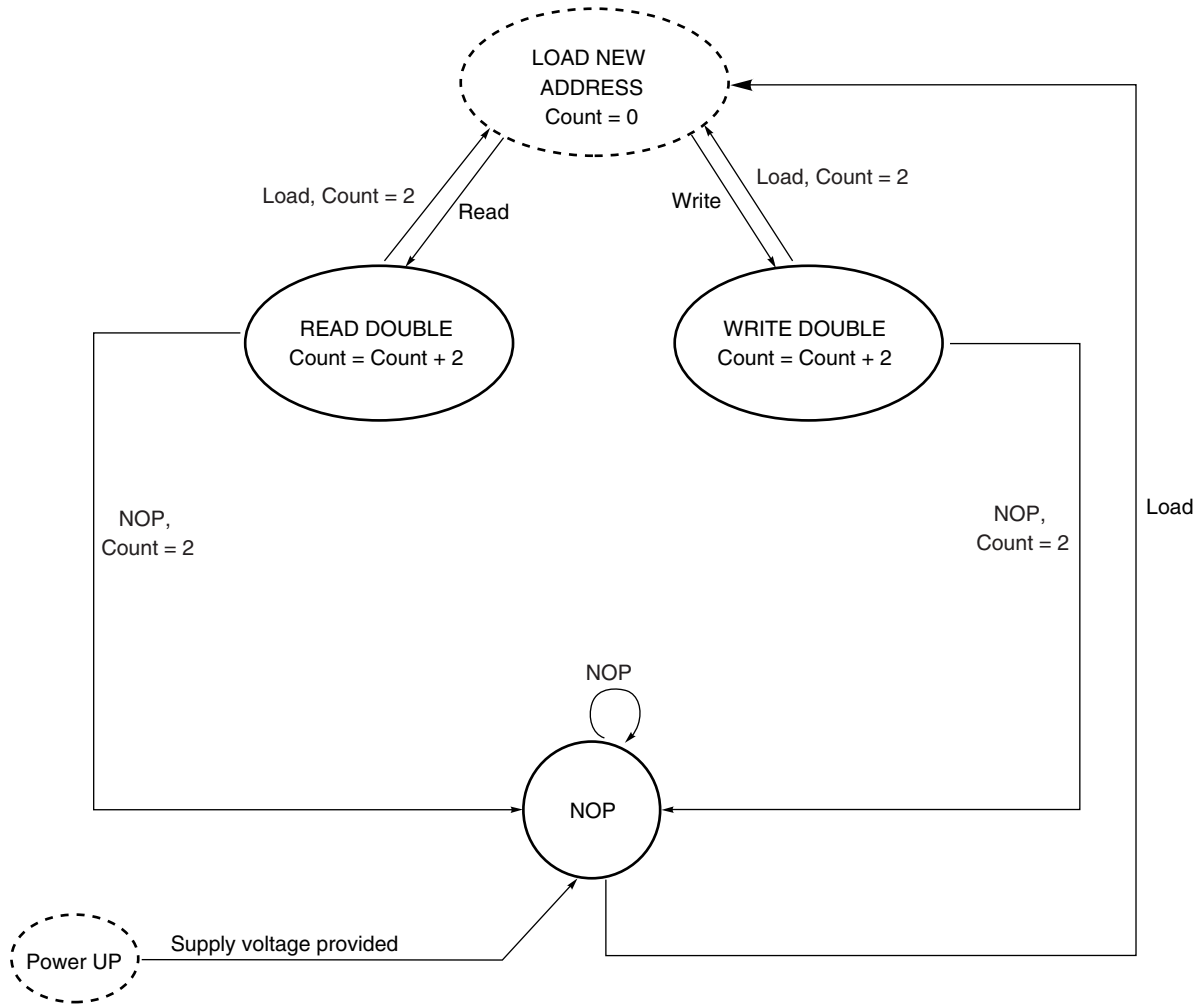 LOAD NEW
ADDRESS
Count = 0
Load, Count = 2
Read
Write
Load, Count = 2
READ DOUBLE
Count = Count + 2
WRITE DOUBLE
Count = Count + 2
NOP,
Count = 2
NOP,
Count = 2
Load
NOP
NOP
Power UP
Supply voltage provided